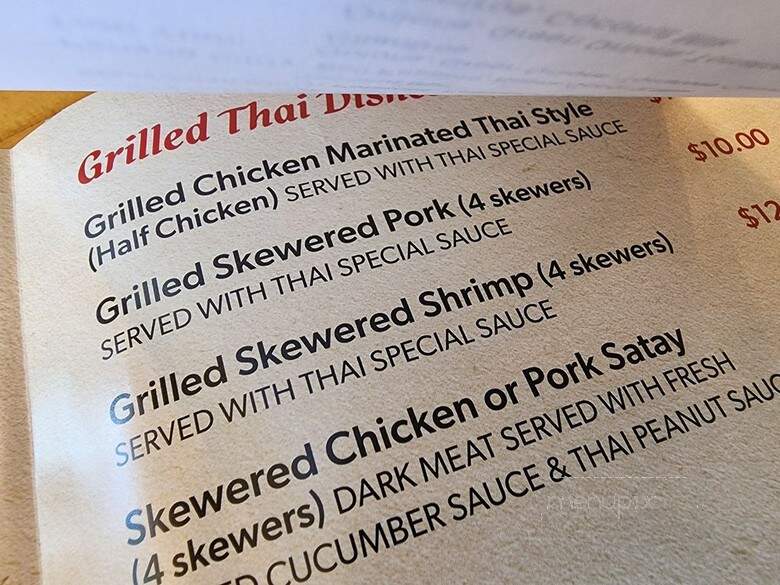 Grilled Thai
Grilled Chicken Marinated Thai Style
(Half Chicken) SERVED WITH THAI SPECIAL SAUCE
Grilled Skewered Pork (4 skewers) $10.00
SERVED WITH THAI SPECIAL SAUCE
Grilled Skewered Shrimp (4 skewers) $12
SERVED WITH THAI SPECIAL SAUCE
Skewered Chicken or Pork Satay
(4 skewers) DARK MEAT SERVED WITH FRESH
CUCUMBER SAUCE & THAI PEANUT
menupix